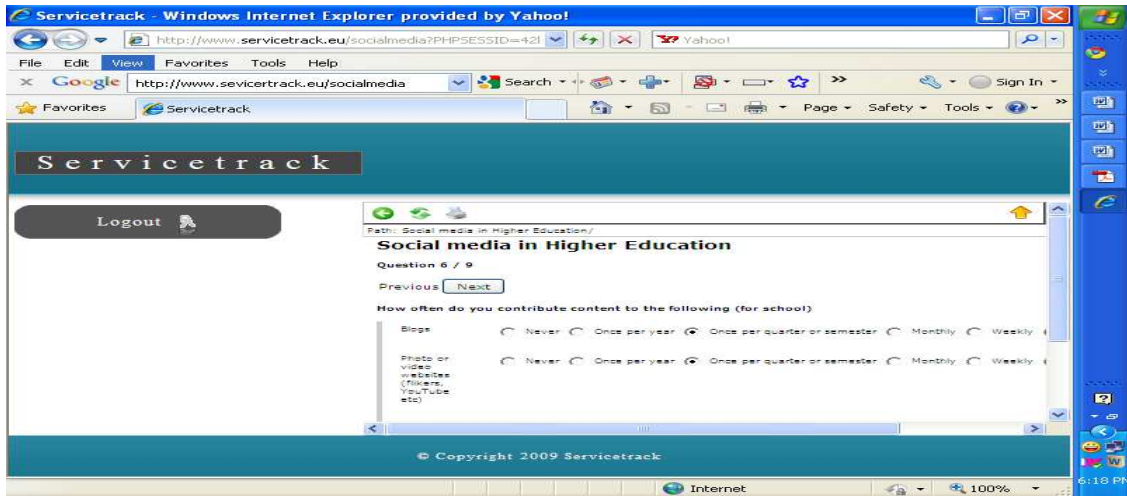 Servicetrack - Windows Internet Explorer provided by Yahoo!
http://www.servicetrack.eu/socialmedia?PHPSESSID=42 Yahoo!
File Edit View Favorites Tools Help
Google http://www.sevicertrack.eu/socialmedia Search Sign In
Favorites Servicetrack Page Safety Tools
Servicetrack
Logout
Path: Social media in Higher Education/
Social media in Higher Education
Question 6 / 9
Previous Next
How often do you contribute content to the following (for school)
Blogs Never Once per year Once per quarter or semester Monthly Weekly
Photo or Never Once per year Once per quarter or semester Monthly Weekly
video
websites
(flikers,
YouTube
etc)
© Copyright 2009 Servicetrack
Internet 100%
6:18 PM